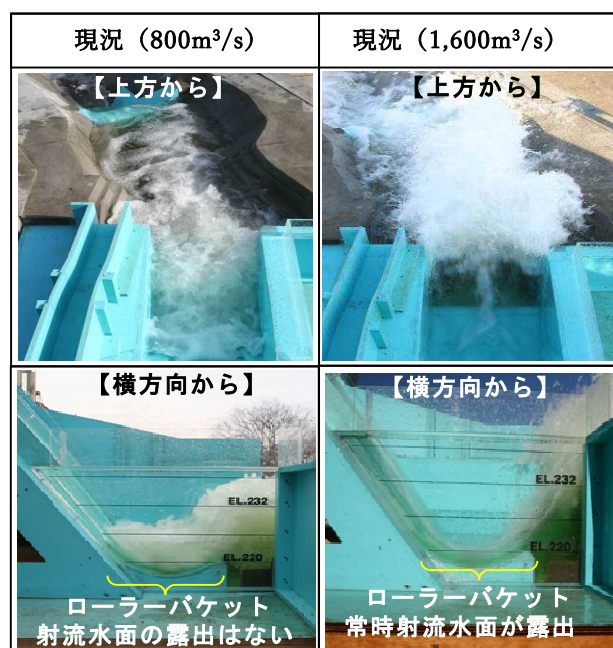 現況（800m³/s）
現況（1,600m³/s）
【上方から】
【上方から】
【横方向から】
EL.232
EL.220
ローラーバケット
射流水面の露出はない
【横方向から】
EL.232
EL.220
ローラーバケット
常時射流水面が露出